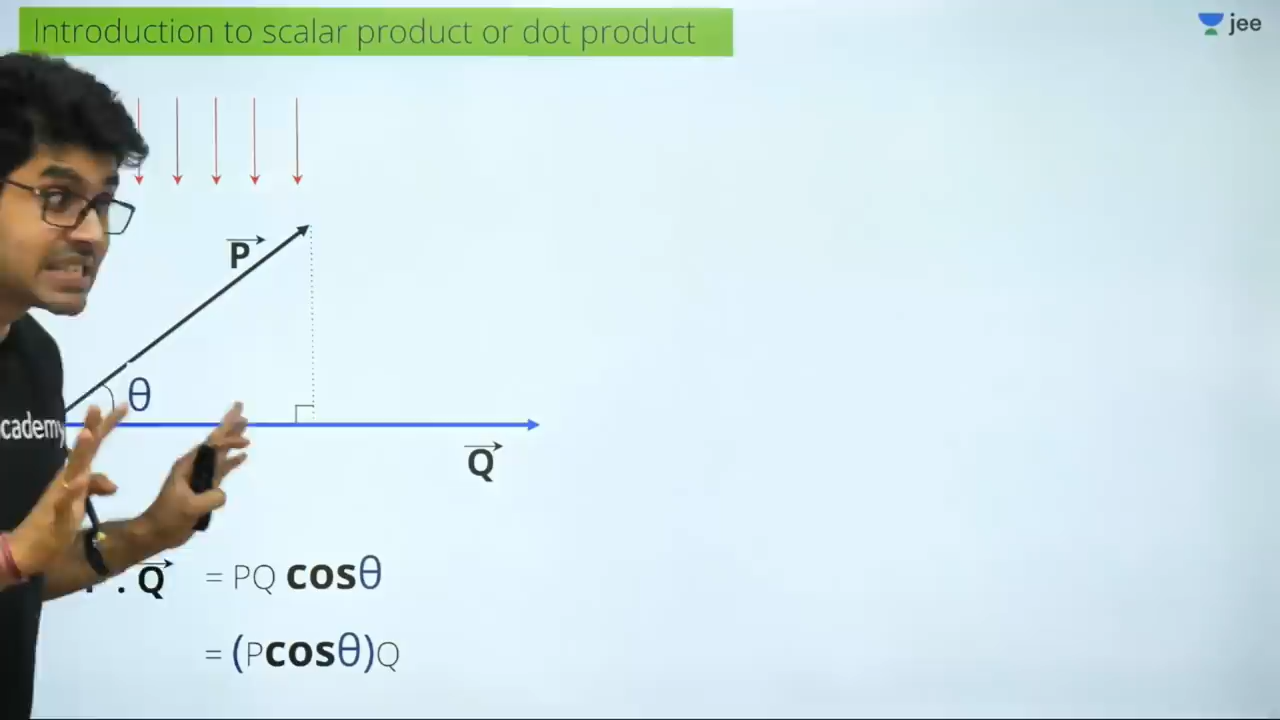 Introduction to scalar product or dot product
jee
P
θ
cademy
Q
. Q = PQ cosθ
= (Pcosθ)Q